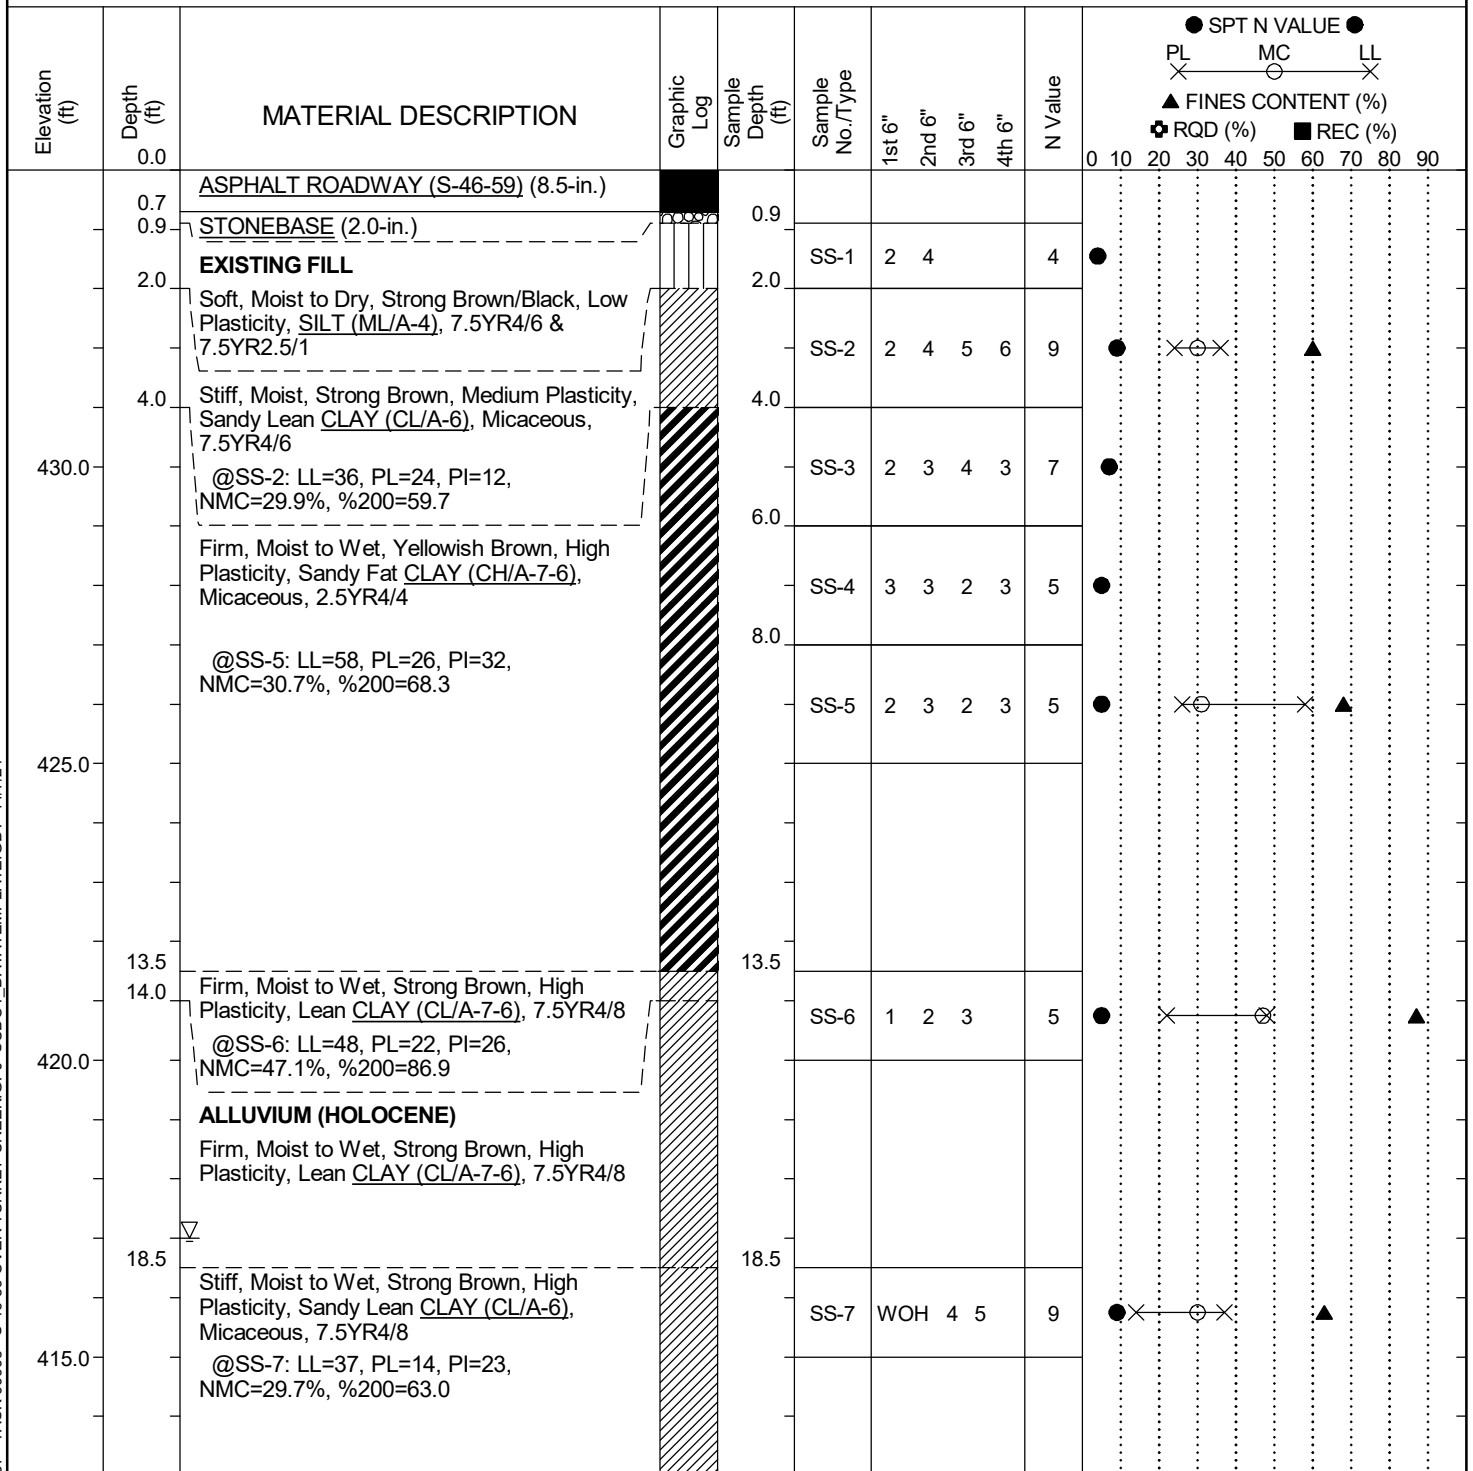 ● SPT N VALUE ●
PL MC LL
▲ FINES CONTENT (%)
RQD (%) ■ REC (%)
Elevation (ft)
Depth (ft)
MATERIAL DESCRIPTION
Graphic Log
Sample Depth (ft)
Sample No./Type
1st 6"
2nd 6"
3rd 6"
4th 6"
N Value
0.0
0 10 20 30 40 50 60 70 80 90
ASPHALT ROADWAY (S-46-59) (8.5-in.)
0.7
0.9 STONEBASE (2.0-in.) 0.9
EXISTING FILL
SS-1 2 4 4
2.0 2.0
Soft, Moist to Dry, Strong Brown/Black, Low
Plasticity, SILT (ML/A-4), 7.5YR4/6 &
7.5YR2.5/1
SS-2 2 4 5 6 9
4.0 4.0
Stiff, Moist, Strong Brown, Medium Plasticity,
Sandy Lean CLAY (CL/A-6), Micaceous,
7.5YR4/6
430.0
@SS-2: LL=36, PL=24, PI=12,
NMC=29.9%, %200=59.7
SS-3 2 3 4 3 7
6.0
Firm, Moist to Wet, Yellowish Brown, High
Plasticity, Sandy Fat CLAY (CH/A-7-6),
Micaceous, 2.5YR4/4
SS-4 3 3 2 3 5
8.0
@SS-5: LL=58, PL=26, PI=32,
NMC=30.7%, %200=68.3
SS-5 2 3 2 3 5
425.0
13.5 13.5
14.0
Firm, Moist to Wet, Strong Brown, High
Plasticity, Lean CLAY (CL/A-7-6), 7.5YR4/8
SS-6 1 2 3 5
@SS-6: LL=48, PL=22, PI=26,
NMC=47.1%, %200=86.9
420.0
ALLUVIUM (HOLOCENE)
Firm, Moist to Wet, Strong Brown, High
Plasticity, Lean CLAY (CL/A-7-6), 7.5YR4/8
18.5 18.5
Stiff, Moist to Wet, Strong Brown, High
Plasticity, Sandy Lean CLAY (CL/A-6),
Micaceous, 7.5YR4/8
SS-7 WOH 4 5 9
415.0
@SS-7: LL=37, PL=14, PI=23,
NMC=29.7%, %200=63.0